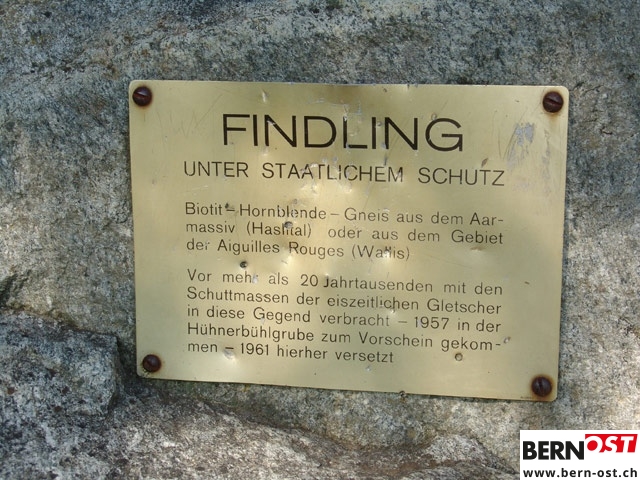 FINDLING
UNTER STAATLICHEM SCHUTZ
Biotit-Hornblende-Gneis aus dem Aar-
massiv (Haslital) oder aus dem Gebiet
der Aiguilles Rouges (Wallis)
Vor mehr als 20 Jahrtausenden mit den
Schuttmassen der eiszeitlichen Gletscher
in diese Gegend verbracht - 1957 in der
Hühnerbühlgrube zum Vorschein gekom-
men - 1961 hierher versetzt
BERNOST
www.bern-ost.ch